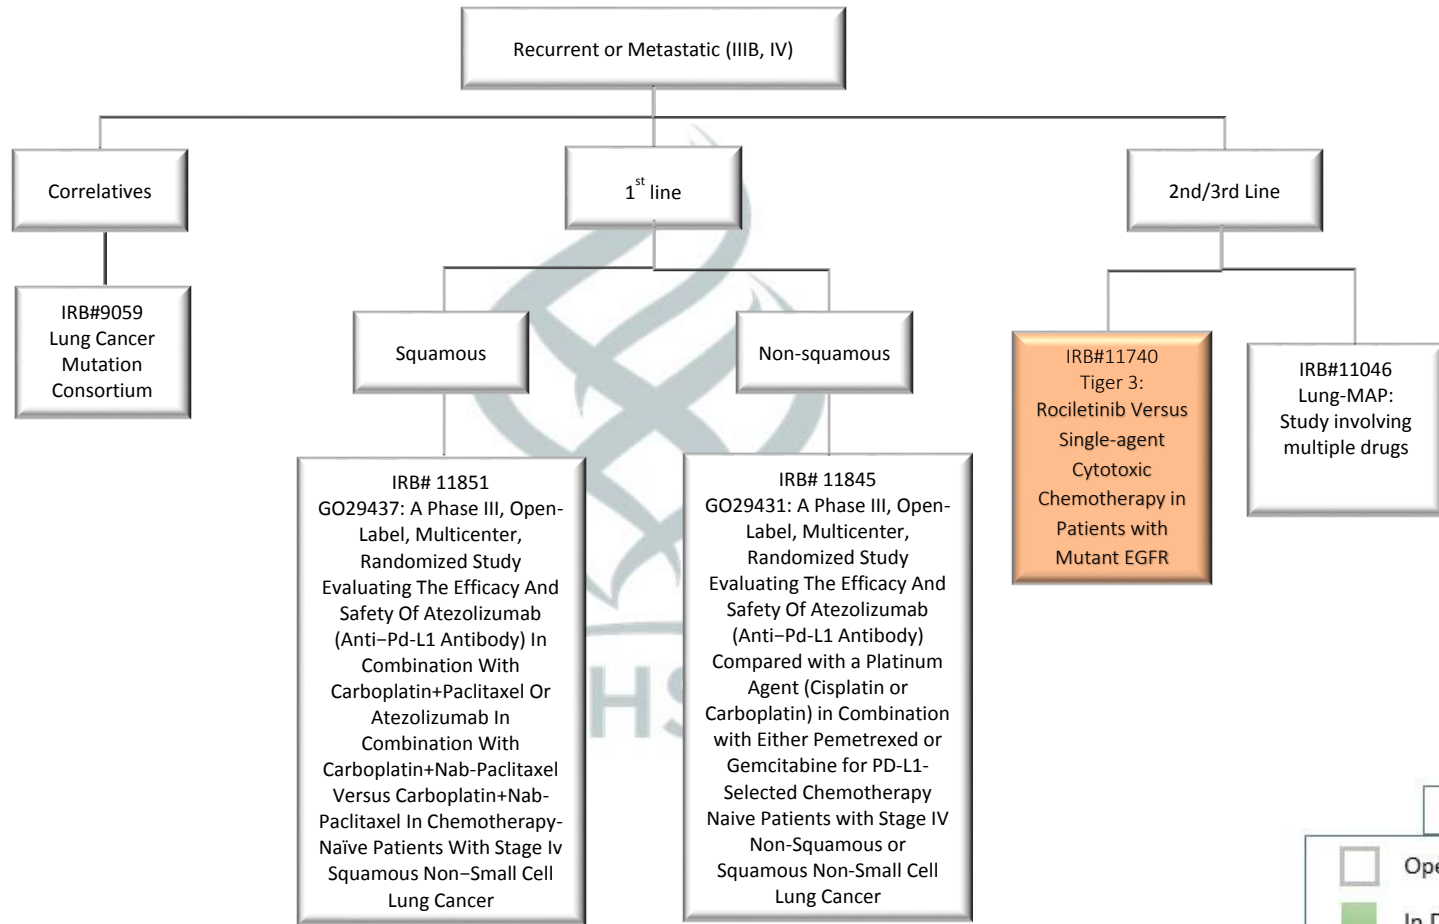 Recurrent or Metastatic (IIIB, IV)
Correlatives
1st line
2nd/3rd Line
IRB#9059
Lung Cancer
Mutation
Consortium
Squamous
Non-squamous
IRB#11740
Tiger 3:
Rociletinib Versus
Single-agent
Cytotoxic
Chemotherapy in
Patients with
Mutant EGFR
IRB#11046
Lung-MAP:
Study involving
multiple drugs
IRB# 11851
GO29437: A Phase III, Open-
Label, Multicenter,
Randomized Study
Evaluating The Efficacy And
Safety Of Atezolizumab
(Anti−Pd-L1 Antibody) In
Combination With
Carboplatin+Paclitaxel Or
Atezolizumab In
Combination With
Carboplatin+Nab-Paclitaxel
Versus Carboplatin+Nab-
Paclitaxel In Chemotherapy-
Naïve Patients With Stage Iv
Squamous Non−Small Cell
Lung Cancer
IRB# 11845
GO29431: A Phase III, Open-
Label, Multicenter,
Randomized Study
Evaluating The Efficacy And
Safety Of Atezolizumab
(Anti−Pd-L1 Antibody)
Compared with a Platinum
Agent (Cisplatin or
Carboplatin) in Combination
with Either Pemetrexed or
Gemcitabine for PD-L1-
Selected Chemotherapy
Naive Patients with Stage IV
Non-Squamous or
Squamous Non-Small Cell
Lung Cancer
HS
Ope
In